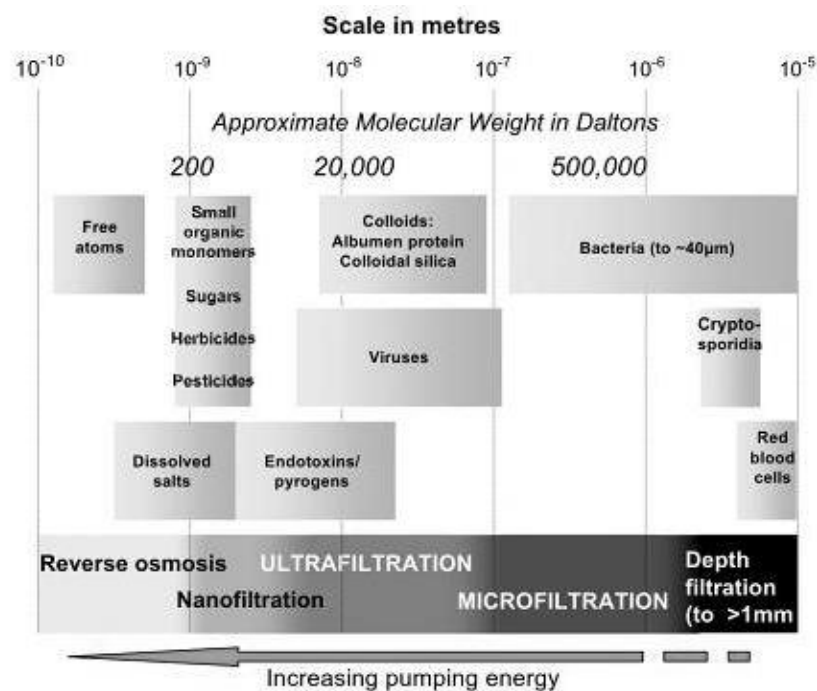 Scale in metres
10⁻¹⁰ 10⁻⁹ 10⁻⁸ 10⁻⁷ 10⁻⁶ 10⁻⁵
Approximate Molecular Weight in Daltons
200 20,000 500,000
Free
atoms
Small
organic
monomers
Sugars
Herbicides
Pesticides
Colloids:
Albumen protein
Colloidal silica
Bacteria (to ~40μm)
Viruses
Crypto-
sporidia
Dissolved
salts
Endotoxins/
pyrogens
Red
blood
cells
Reverse osmosis
Nanofiltration
ULTRAFILTRATION
MICROFILTRATION
Depth
filtration
(to >1mm
Increasing pumping energy